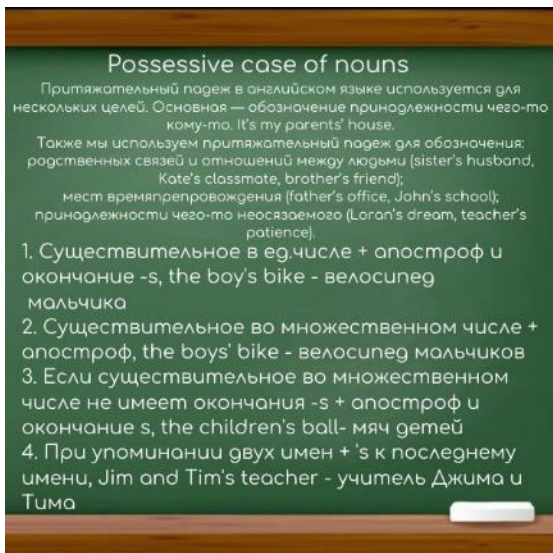 Possessive case of nouns
Притяжательный падеж в английском языке используется для
нескольких целей. Основная — обозначение принадлежности чего-то
кому-то. It's my parents' house.
Также мы используем притяжательный падеж для обозначения:
родственных связей и отношений между людьми (sister's husband,
Kate's classmate, brother's friend);
мест времяпрепровождения (father's office, John's school);
принадлежности чего-то неосязаемого (Loran's dream, teacher's
patience).
1. Существительное в ед.числе + апостроф и
окончание -s, the boy's bike - велосипед
мальчика
2. Существительное во множественном числе +
апостроф, the boys' bike - велосипед мальчиков
3. Если существительное во множественном
числе не имеет окончания -s + апостроф и
окончание s, the children's ball- мяч детей
4. При упоминании двух имен + 's к последнему
имени, Jim and Tim's teacher - учитель Джима и
Тима